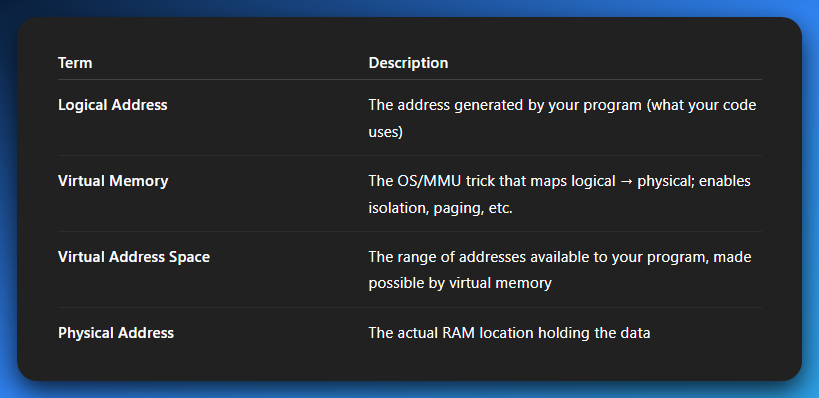 Term Description
Logical Address The address generated by your program (what your code
uses)
Virtual Memory The OS/MMU trick that maps logical → physical; enables
isolation, paging, etc.
Virtual Address Space The range of addresses available to your program, made
possible by virtual memory
Physical Address The actual RAM location holding the data